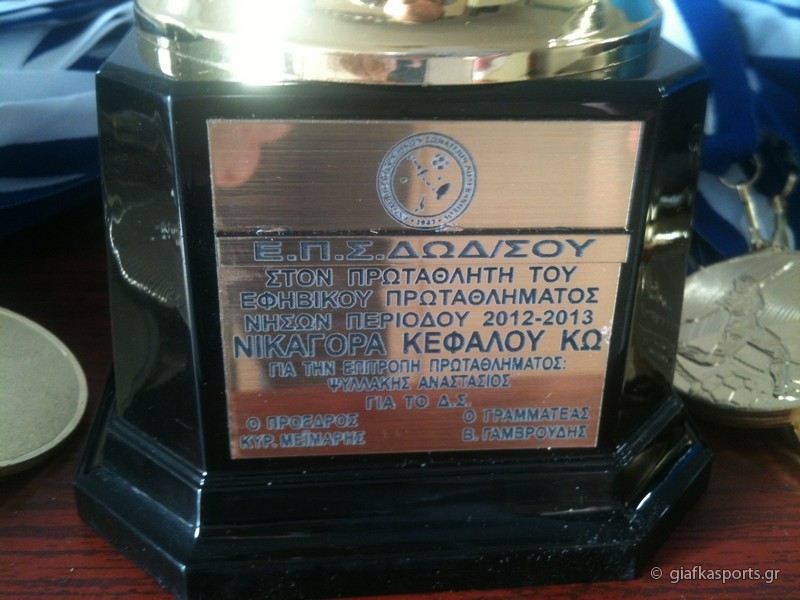 1947
Ε.Π.Σ.ΔΩΔ/ΣΟΥ
ΣΤΟΝ ΠΡΩΤΑΘΛΗΤΗ ΤΟΥ
ΕΦΗΒΙΚΟΥ ΠΡΩΤΑΘΛΗΜΑΤΟΣ
ΝΗΣΩΝ ΠΕΡΙΟΔΟΥ 2012-2013
ΝΙΚΑΓΟΡΑ ΚΕΦΑΛΟΥ ΚΩ
ΓΙΑ ΤΗΝ ΕΠΙΤΡΟΠΗ ΠΡΩΤΑΘΛΗΜΑΤΟΣ:
ΨΥΛΛΑΚΗΣ ΑΝΑΣΤΑΣΙΟΣ
ΓΙΑ ΤΟ Δ.Σ.
Ο ΠΡΟΕΔΡΟΣ
ΚΥΡ. ΜΕΪΜΑΡΗΣ
Ο ΓΡΑΜΜΑΤΕΑΣ
Β. ΓΑΜΒΡΟΥΔΗΣ
© giafkasports.gr